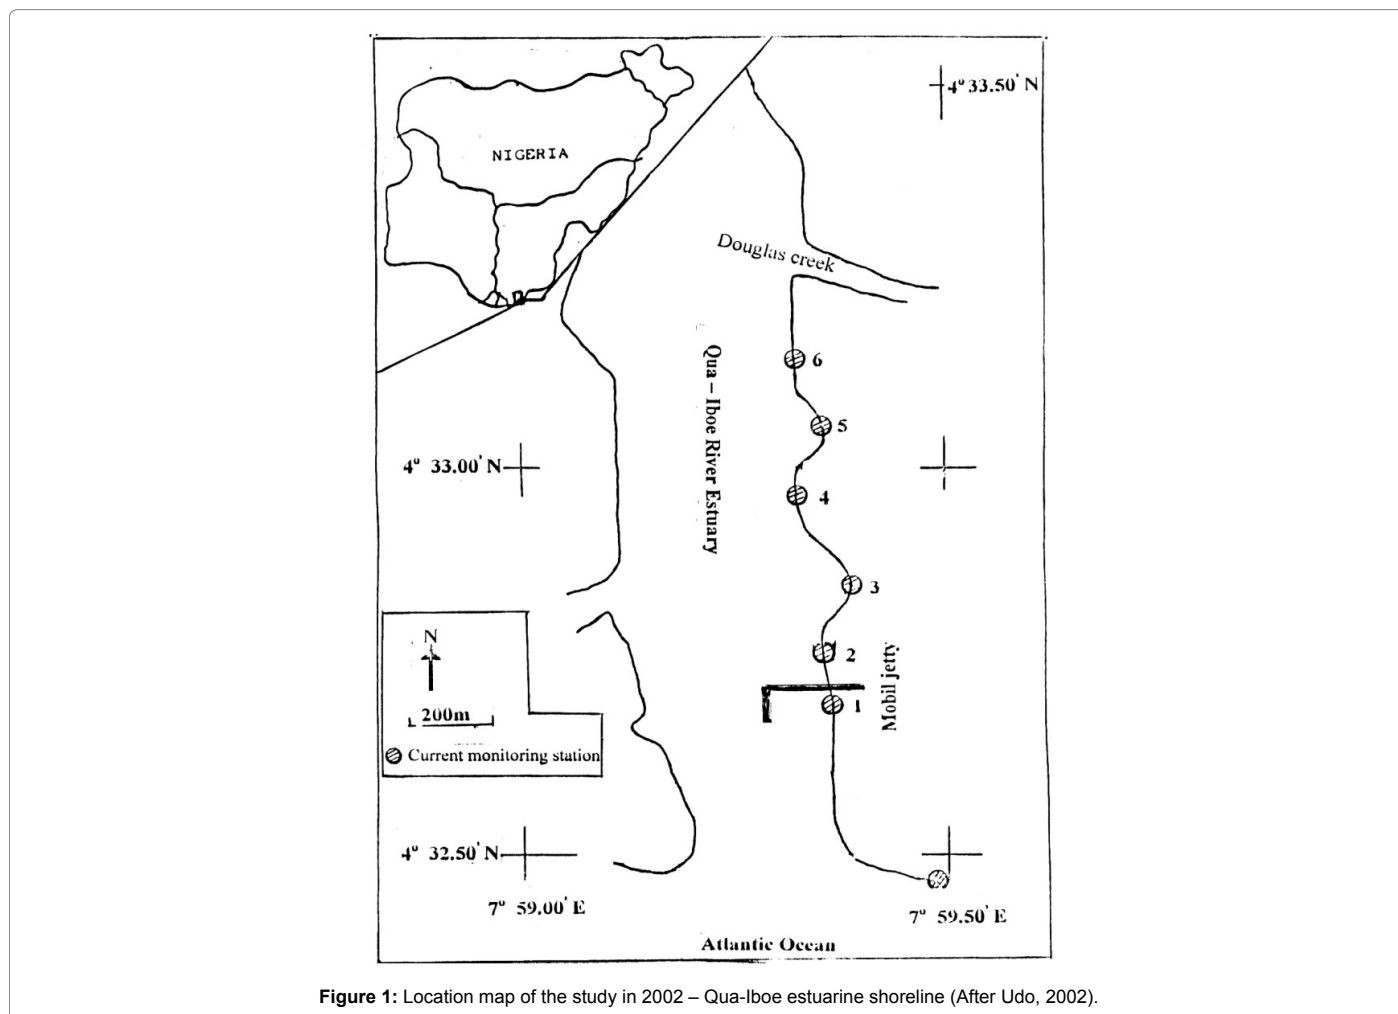 4° 33.50' N
NIGERIA
Douglas creek
6
Qua – Iboe River Estuary
5
4° 33.00' N
4
3
N
2
Mobil jetty
200m
1
Current monitoring station
4° 32.50' N
7° 59.00' E
7° 59.50' E
Atlantic Ocean
Figure 1: Location map of the study in 2002 – Qua-Iboe estuarine shoreline (After Udo, 2002).